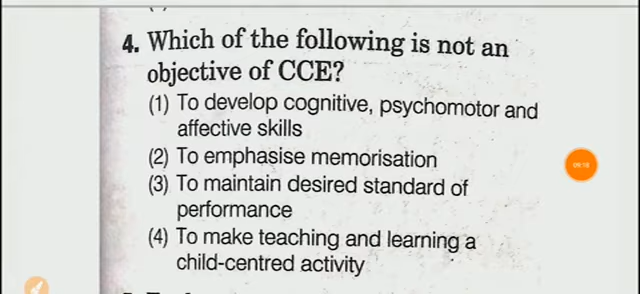 4. Which of the following is not an
objective of CCE?
(1) To develop cognitive, psychomotor and
affective skills
(2) To emphasise memorisation
(3) To maintain desired standard of
performance
(4) To make teaching and learning a
child-centred activity